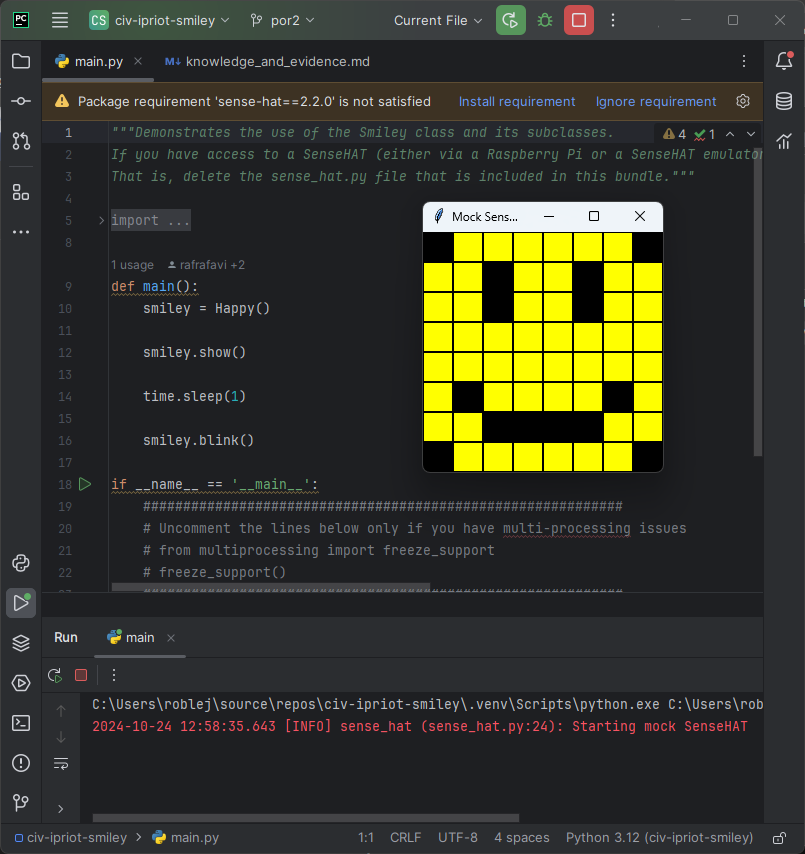 PC
CS civ-ipriot-smiley por2 Current File
main.py M↓ knowledge_and_evidence.md
Package requirement 'sense-hat==2.2.0' is not satisfied Install requirement Ignore requirement
1 """Demonstrates the use of the Smiley class and its subclasses. 4 1
2 If you have access to a SenseHAT (either via a Raspberry Pi or a SenseHAT emulator
3 That is, delete the sense_hat.py file that is included in this bundle."""
4
5 import ...
8
1 usage rafrafavi +2
9 def main():
10 smiley = Happy()
11
12 smiley.show()
13
14 time.sleep(1)
15
16 smiley.blink()
17
18 if __name__ == '__main__':
19 ############################################################
20 # Uncomment the lines below only if you have multi-processing issues
21 # from multiprocessing import freeze_support
22 # freeze_support()
Mock Sens...
Run main
C:\Users\roblej\source\repos\civ-ipriot-smiley\.venv\Scripts\python.exe C:\Users\rob
2024-10-24 12:58:35.643 [INFO] sense_hat (sense_hat.py:24): Starting mock SenseHAT
civ-ipriot-smiley main.py 1:1 CRLF UTF-8 4 spaces Python 3.12 (civ-ipriot-smiley)